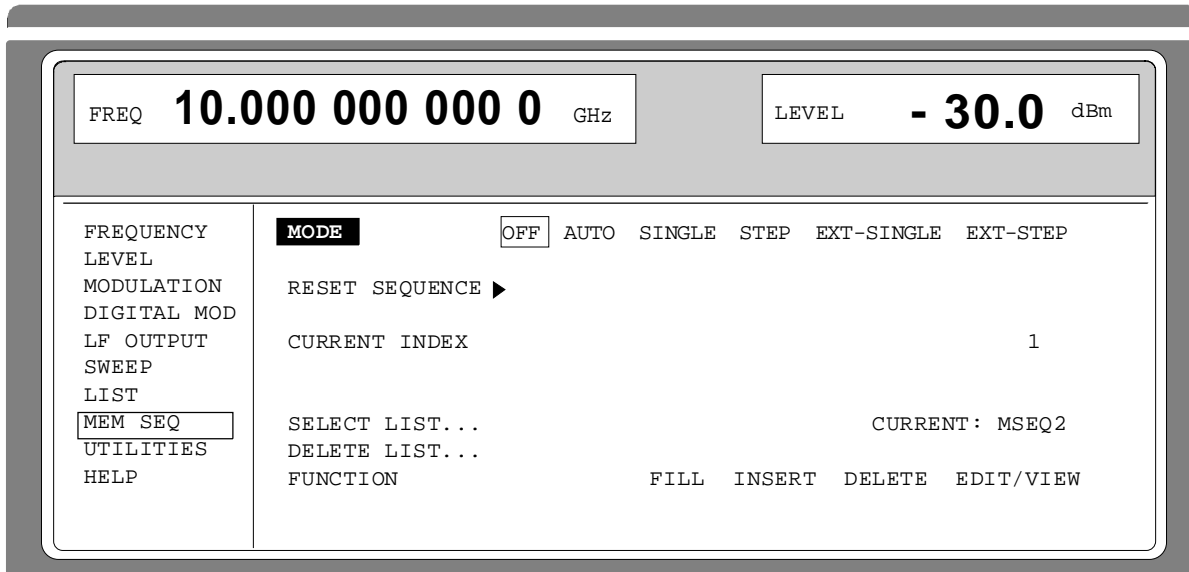 FREQ 10.000 000 000 0 GHz LEVEL - 30.0 dBm
FREQUENCY
LEVEL
MODULATION
DIGITAL MOD
LF OUTPUT
SWEEP
LIST
MEM SEQ
UTILITIES
HELP
MODE OFF AUTO SINGLE STEP EXT-SINGLE EXT-STEP
RESET SEQUENCE ▶
CURRENT INDEX 1
SELECT LIST... CURRENT: MSEQ2
DELETE LIST...
FUNCTION FILL INSERT DELETE EDIT/VIEW